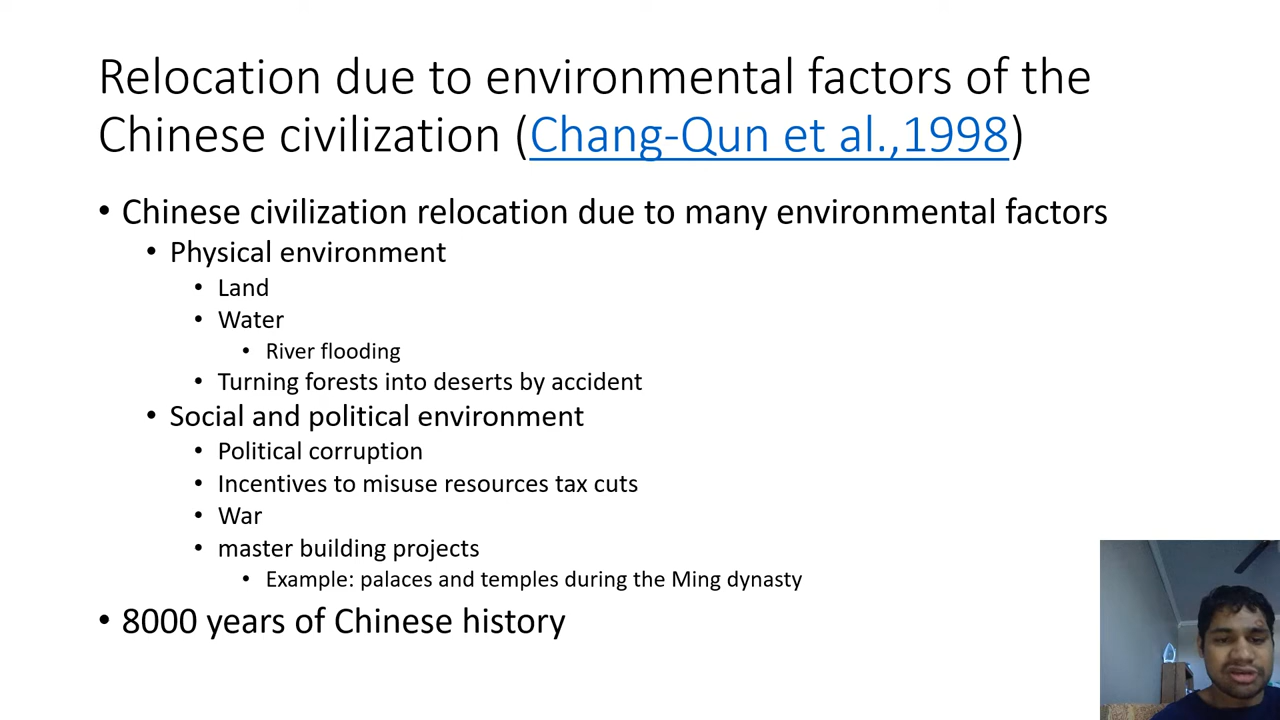 Relocation due to environmental factors of the
Chinese civilization (Chang-Qun et al.,1998)
• Chinese civilization relocation due to many environmental factors
• Physical environment
• Land
• Water
• River flooding
• Turning forests into deserts by accident
• Social and political environment
• Political corruption
• Incentives to misuse resources tax cuts
• War
• master building projects
• Example: palaces and temples during the Ming dynasty
• 8000 years of Chinese history